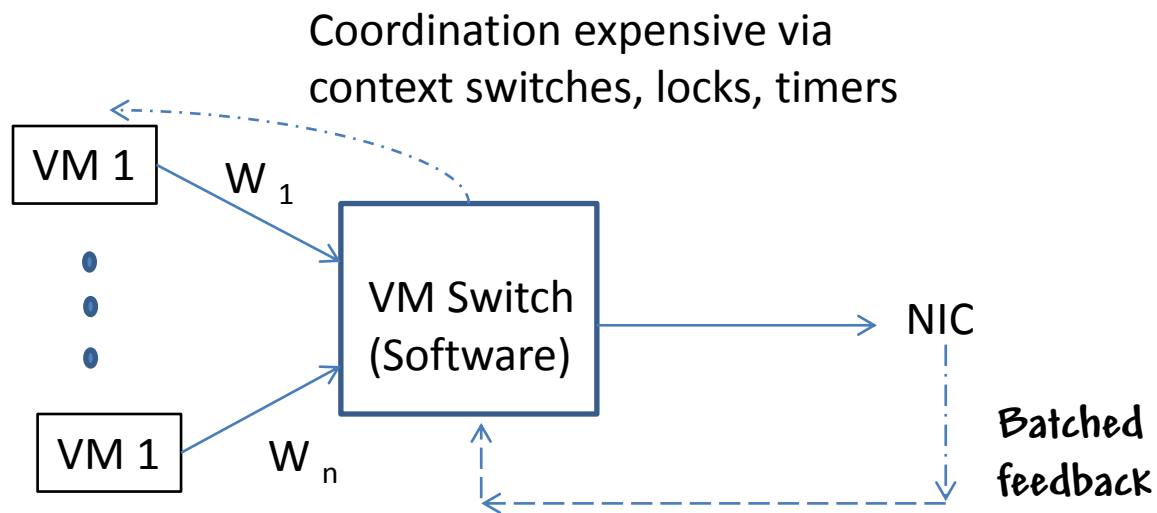 Coordination expensive via
context switches, locks, timers
VM 1
W 1
VM Switch
(Software)
NIC
VM 1
W n
Batched
feedback